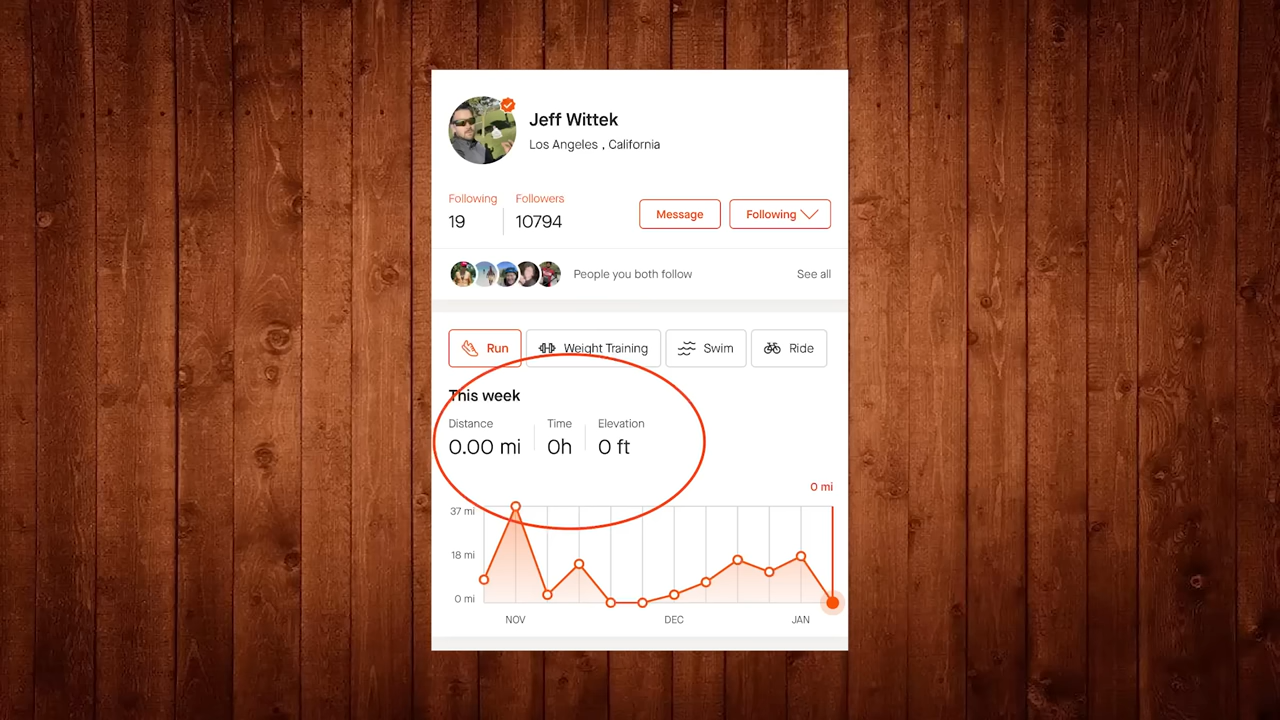 Jeff Wittek
Los Angeles , California
Following Followers
19 10794
Message Following
People you both follow See all
Run Weight Training Swim Ride
This week
Distance Time Elevation
0.00 mi 0h 0 ft
0 mi
37 mi
18 mi
0 mi
NOV DEC JAN